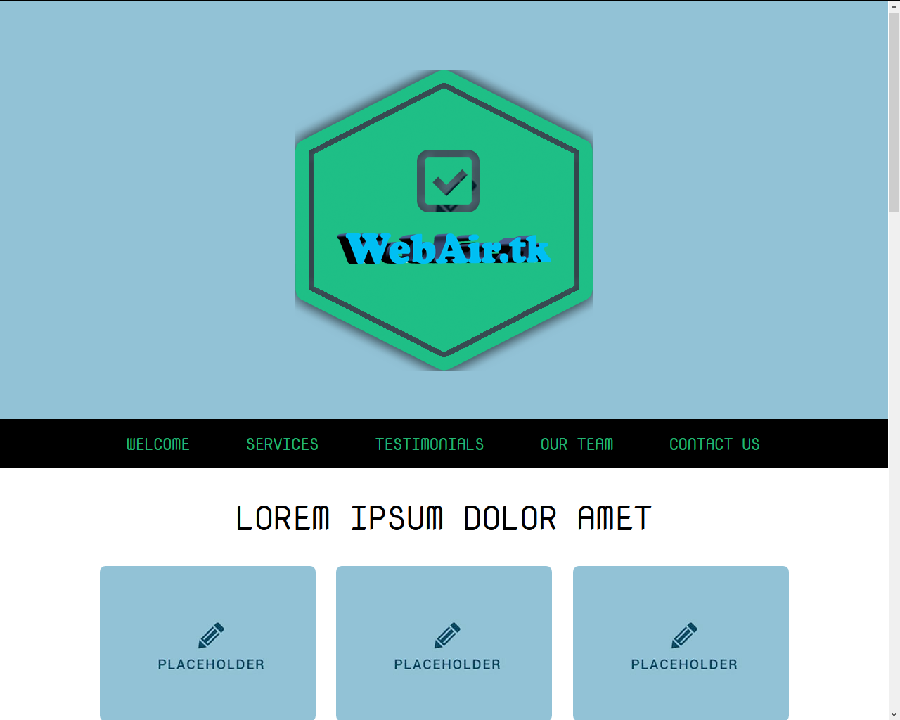 WebAir.tk
WELCOME SERVICES TESTIMONIALS OUR TEAM CONTACT US
LOREM IPSUM DOLOR AMET
PLACEHOLDER PLACEHOLDER PLACEHOLDER